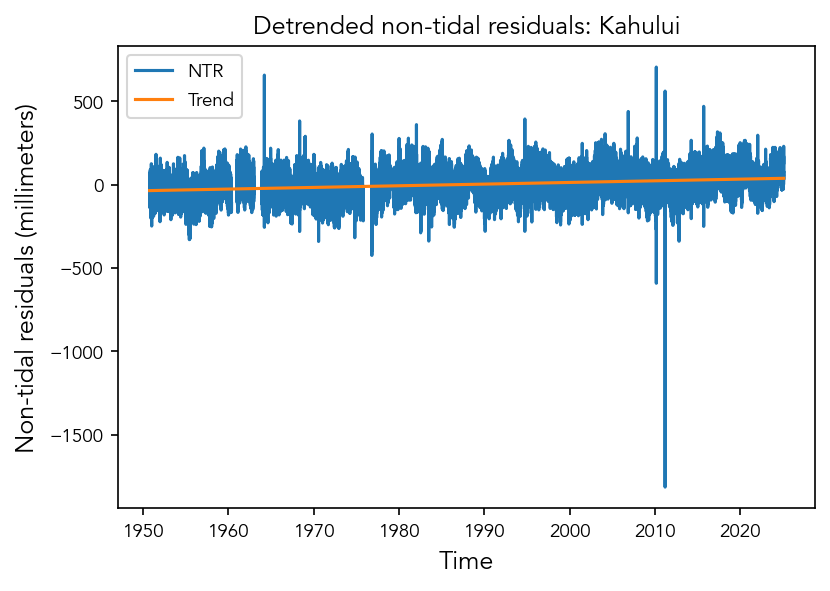 Detrended non-tidal residuals: Kahului
NTR
Trend
Non-tidal residuals (millimeters)
500
0
−500
−1000
−1500
1950 1960 1970 1980 1990 2000 2010 2020
Time